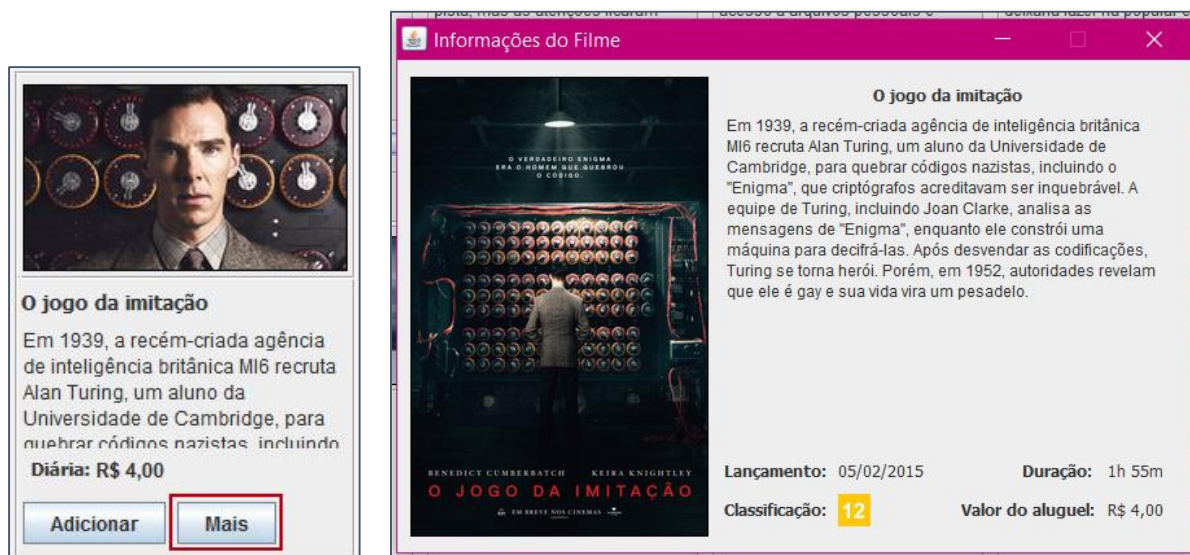 O jogo da imitação
Em 1939, a recém-criada agência
de inteligência britânica MI6 recruta
Alan Turing, um aluno da
Universidade de Cambridge, para
quebrar códigos nazistas, incluindo
Diária: R$ 4,00
Adicionar Mais
Informações do Filme
O VERDADEIRO ENIGMA
ERA O HOMEM QUE QUEBROU
O CÓDIGO.
BENEDICT CUMBERBATCH KEIRA KNIGHTLEY
O JOGO DA IMITAÇÃO
EM BREVE NOS CINEMAS
O jogo da imitação
Em 1939, a recém-criada agência de inteligência britânica
MI6 recruta Alan Turing, um aluno da Universidade de
Cambridge, para quebrar códigos nazistas, incluindo o
"Enigma", que criptógrafos acreditavam ser inquebrável. A
equipe de Turing, incluindo Joan Clarke, analisa as
mensagens de "Enigma", enquanto ele constrói uma
máquina para decifrá-las. Após desvendar as codificações,
Turing se torna herói. Porém, em 1952, autoridades revelam
que ele é gay e sua vida vira um pesadelo.
Lançamento: 05/02/2015 Duração: 1h 55m
Classificação: 12 Valor do aluguel: R$ 4,00